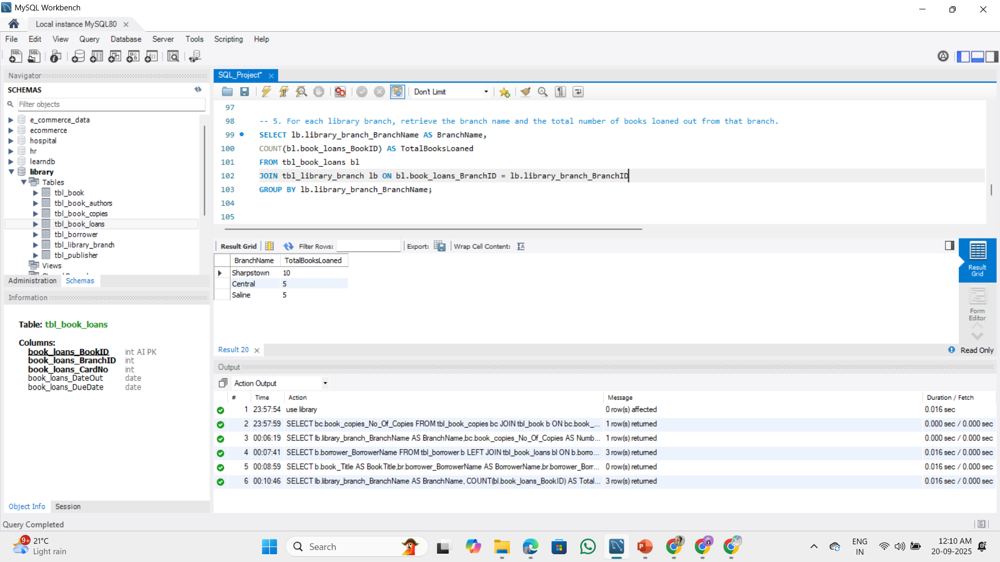 MySQL Workbench
Local instance MySQL80
File Edit View Query Database Server Tools Scripting Help
Navigator
SCHEMAS
Filter objects
e_commerce_data
ecommerce
hospital
hr
learndb
library
Tables
tbl_book
tbl_book_authors
tbl_book_copies
tbl_book_loans
tbl_borrower
tbl_library_branch
tbl_publisher
Views
Administration Schemas
Information
Table: tbl_book_loans
Columns:
book_loans_BookID int AI PK
book_loans_BranchID int
book_loans_CardNo int
book_loans_DateOut date
book_loans_DueDate date
Object Info Session
SQL_Project*
Don't Limit
97
98 -- 5. For each library branch, retrieve the branch name and the total number of books loaned out from that branch.
99 SELECT lb.library_branch_BranchName AS BranchName,
100 COUNT(bl.book_loans_BookID) AS TotalBooksLoaned
101 FROM tbl_book_loans bl
102 JOIN tbl_library_branch lb ON bl.book_loans_BranchID = lb.library_branch_BranchID
103 GROUP BY lb.library_branch_BranchName;
104
105
Result Grid Filter Rows: Export: Wrap Cell Content:
BranchName TotalBooksLoaned
Sharpstown 10
Central 5
Saline 5
Result Grid
Form Editor
Result 20
Read Only
Output
Action Output
# Time Action Message Duration / Fetch
1 23:57:54 use library 0 row(s) affected 0.016 sec
2 23:57:59 SELECT bc.book_copies_No_Of_Copies FROM tbl_book_copies bc JOIN tbl_book b ON bc.book_... 1 row(s) returned 0.000 sec / 0.000 sec
3 00:06:19 SELECT lb.library_branch_BranchName AS BranchName,bc.book_copies_No_Of_Copies AS Numb... 1 row(s) returned 0.000 sec / 0.000 sec
4 00:07:41 SELECT b.borrower_BorrowerName FROM tbl_borrower b LEFT JOIN tbl_book_loans bl ON b.borro... 3 row(s) returned 0.016 sec / 0.000 sec
5 00:08:59 SELECT b.book_Title AS BookTitle,br.borrower_BorrowerName AS BorrowerName,br.borrower_Borr... 0 row(s) returned 0.016 sec / 0.000 sec
6 00:10:46 SELECT lb.library_branch_BranchName AS BranchName, COUNT(bl.book_loans_BookID) AS Total... 3 row(s) returned 0.016 sec / 0.000 sec
Query Completed
9+ 21°C
Light rain
Search
ENG
IN
12:10 AM
20-09-2025